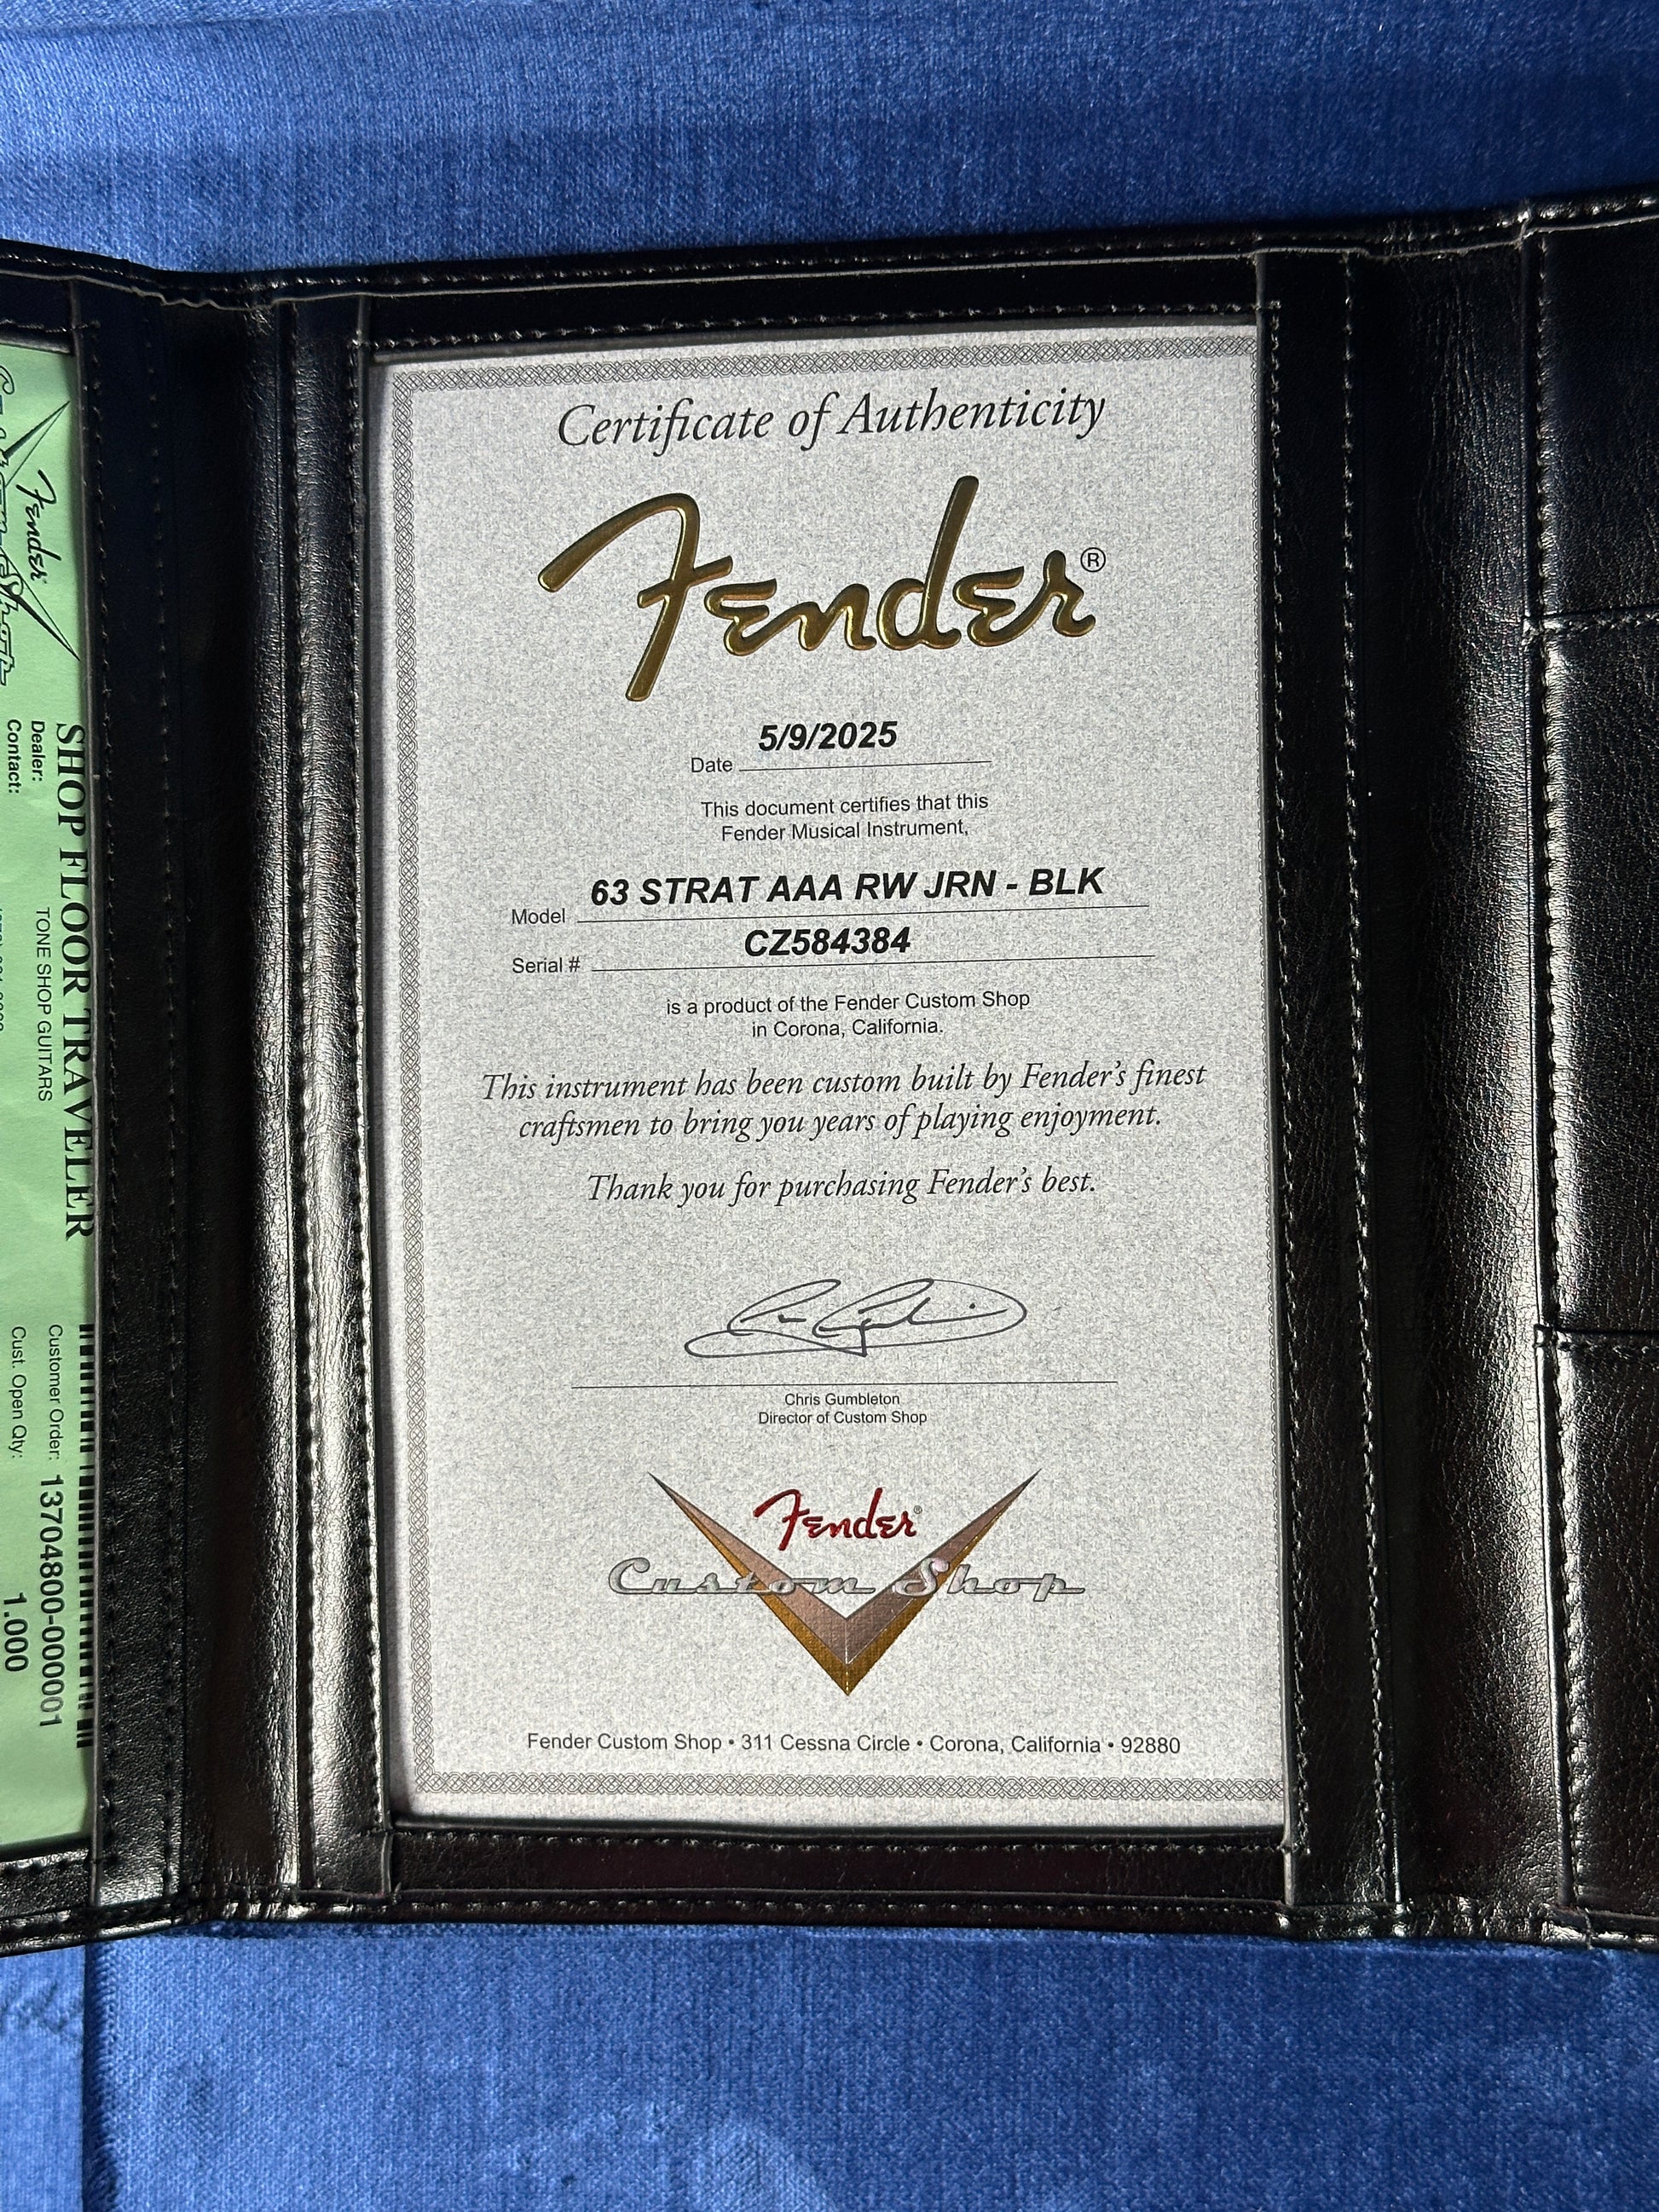 Certificate of Authenticity
Fender®
5/9/2025
Date
This document certifies that this
Fender Musical Instrument,
63 STRAT AAA RW JRN - BLK
Model
CZ584384
Serial #
is a product of the Fender Custom Shop
in Corona, California.
This instrument has been custom built by Fender's finest
craftsmen to bring you years of playing enjoyment.
Thank you for purchasing Fender's best.
Chris Gumbleton
Director of Custom Shop
Fender®
Custom Shop
Fender Custom Shop • 311 Cessna Circle • Corona, California • 92880
Fender
SHOP FLOOR TRAVELER
Dealer: TONE SHOP GUITARS
Contact:
Customer Order: 13704800-000001
Cust. Open Qty: 1.000